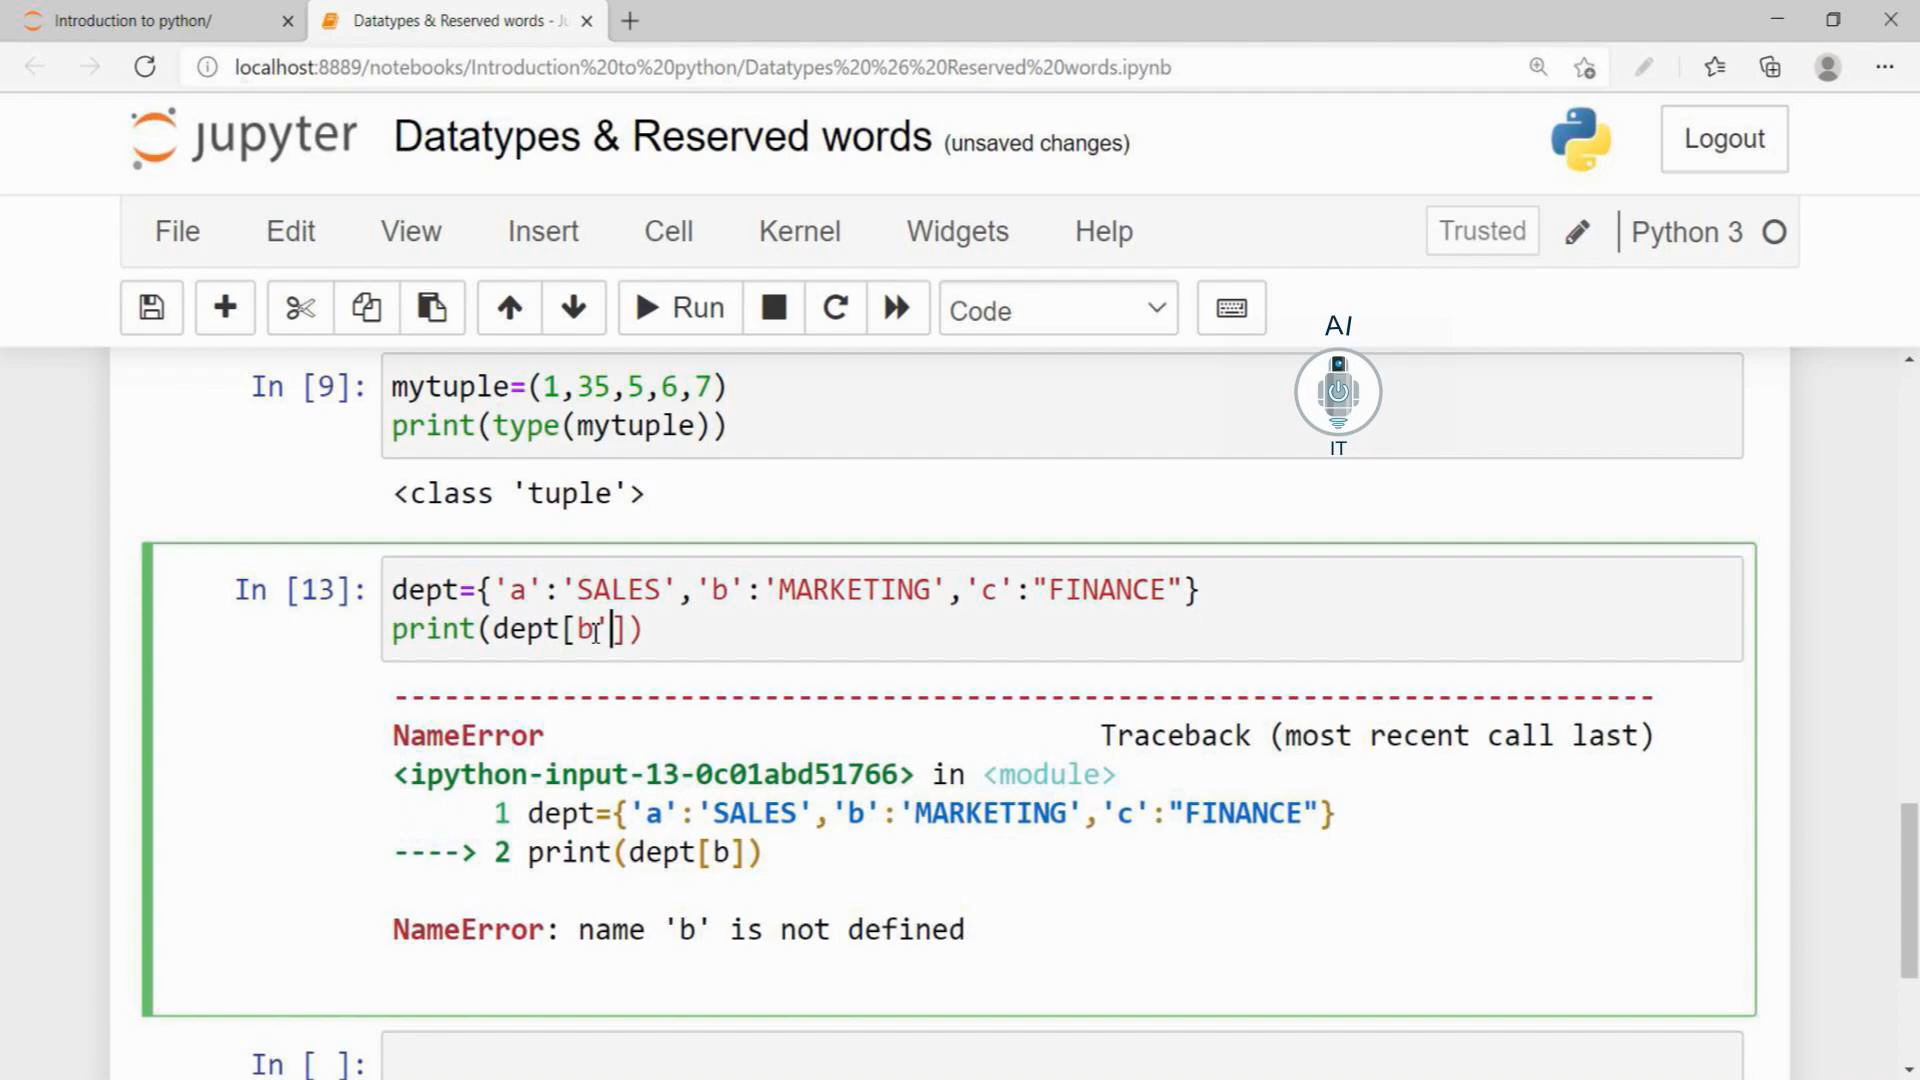 Introduction to python/
Datatypes & Reserved words - Ju
localhost:8889/notebooks/Introduction%20to%20python/Datatypes%20%26%20Reserved%20words.ipynb
jupyter
Datatypes & Reserved words (unsaved changes)
Logout
File Edit View Insert Cell Kernel Widgets Help
Trusted
Python 3
Run
Code
AI
IT
In [9]:
mytuple=(1,35,5,6,7)
print(type(mytuple))
<class 'tuple'>
In [13]:
dept={'a':'SALES','b':'MARKETING','c':"FINANCE"}
print(dept[b'])
---------------------------------------------------------------------------
NameError Traceback (most recent call last)
<ipython-input-13-0c01abd51766> in <module>
1 dept={'a':'SALES','b':'MARKETING','c':"FINANCE"}
----> 2 print(dept[b])
NameError: name 'b' is not defined
In [ ]: